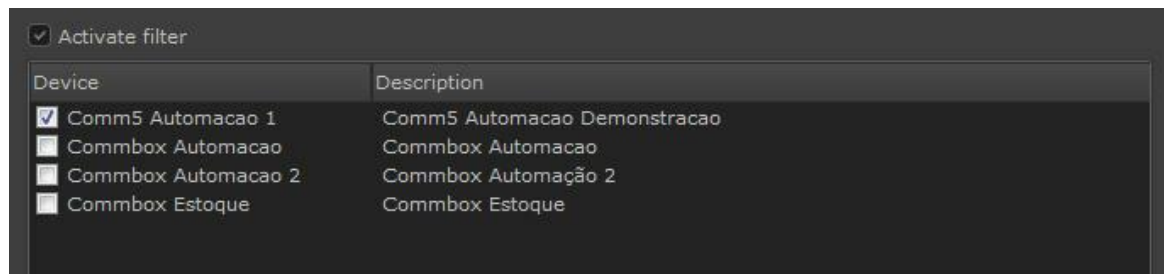 Activate filter
Device Description
Comm5 Automacao 1 Comm5 Automacao Demonstracao
Commbox Automacao Commbox Automacao
Commbox Automacao 2 Commbox Automação 2
Commbox Estoque Commbox Estoque